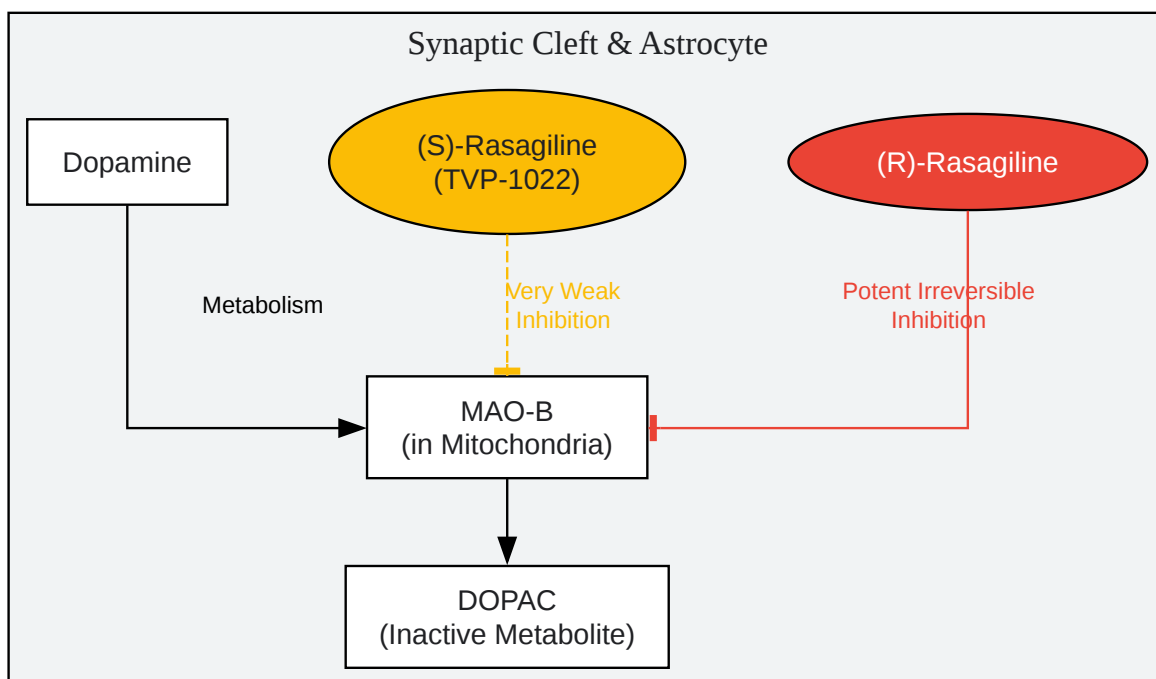 Synaptic Cleft & Astrocyte
Dopamine
(S)-Rasagiline
(TVP-1022)
(R)-Rasagiline
Metabolism
Very Weak
Inhibition
Potent Irreversible
Inhibition
MAO-B
(in Mitochondria)
DOPAC
(Inactive Metabolite)